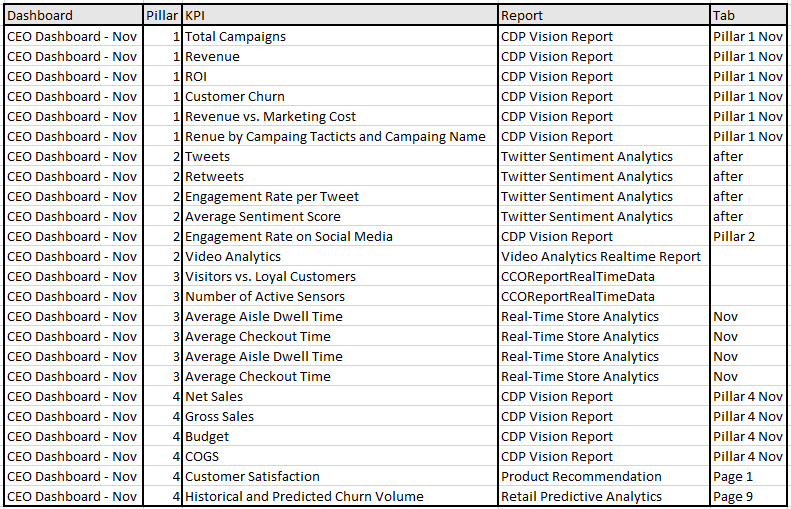 Dashboard Pillar KPI Report Tab
CEO Dashboard - Nov 1 Total Campaigns CDP Vision Report Pillar 1 Nov
CEO Dashboard - Nov 1 Revenue CDP Vision Report Pillar 1 Nov
CEO Dashboard - Nov 1 ROI CDP Vision Report Pillar 1 Nov
CEO Dashboard - Nov 1 Customer Churn CDP Vision Report Pillar 1 Nov
CEO Dashboard - Nov 1 Revenue vs. Marketing Cost CDP Vision Report Pillar 1 Nov
CEO Dashboard - Nov 1 Renue by Campaing Tacticts and Campaing Name CDP Vision Report Pillar 1 Nov
CEO Dashboard - Nov 2 Tweets Twitter Sentiment Analytics after
CEO Dashboard - Nov 2 Retweets Twitter Sentiment Analytics after
CEO Dashboard - Nov 2 Engagement Rate per Tweet Twitter Sentiment Analytics after
CEO Dashboard - Nov 2 Average Sentiment Score Twitter Sentiment Analytics after
CEO Dashboard - Nov 2 Engagement Rate on Social Media CDP Vision Report Pillar 2
CEO Dashboard - Nov 2 Video Analytics Video Analytics Realtime Report
CEO Dashboard - Nov 3 Visitors vs. Loyal Customers CCOReportRealTimeData
CEO Dashboard - Nov 3 Number of Active Sensors CCOReportRealTimeData
CEO Dashboard - Nov 3 Average Aisle Dwell Time Real-Time Store Analytics Nov
CEO Dashboard - Nov 3 Average Checkout Time Real-Time Store Analytics Nov
CEO Dashboard - Nov 3 Average Aisle Dwell Time Real-Time Store Analytics Nov
CEO Dashboard - Nov 3 Average Checkout Time Real-Time Store Analytics Nov
CEO Dashboard - Nov 4 Net Sales CDP Vision Report Pillar 4 Nov
CEO Dashboard - Nov 4 Gross Sales CDP Vision Report Pillar 4 Nov
CEO Dashboard - Nov 4 Budget CDP Vision Report Pillar 4 Nov
CEO Dashboard - Nov 4 COGS CDP Vision Report Pillar 4 Nov
CEO Dashboard - Nov 4 Customer Satisfaction Product Recommendation Page 1
CEO Dashboard - Nov 4 Historical and Predicted Churn Volume Retail Predictive Analytics Page 9